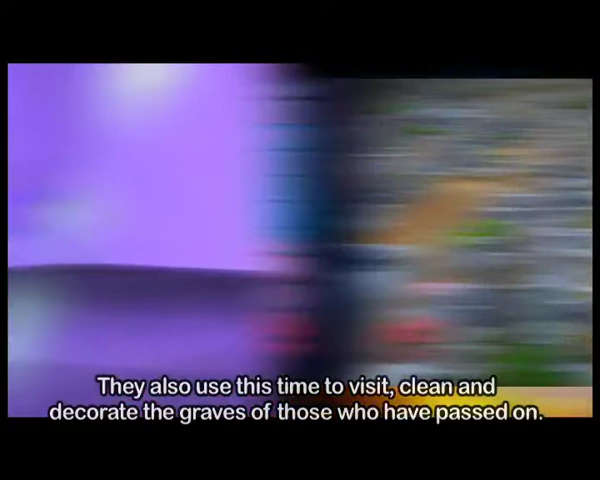 They also use this time to visit, clean and
decorate the graves of those who have passed on.